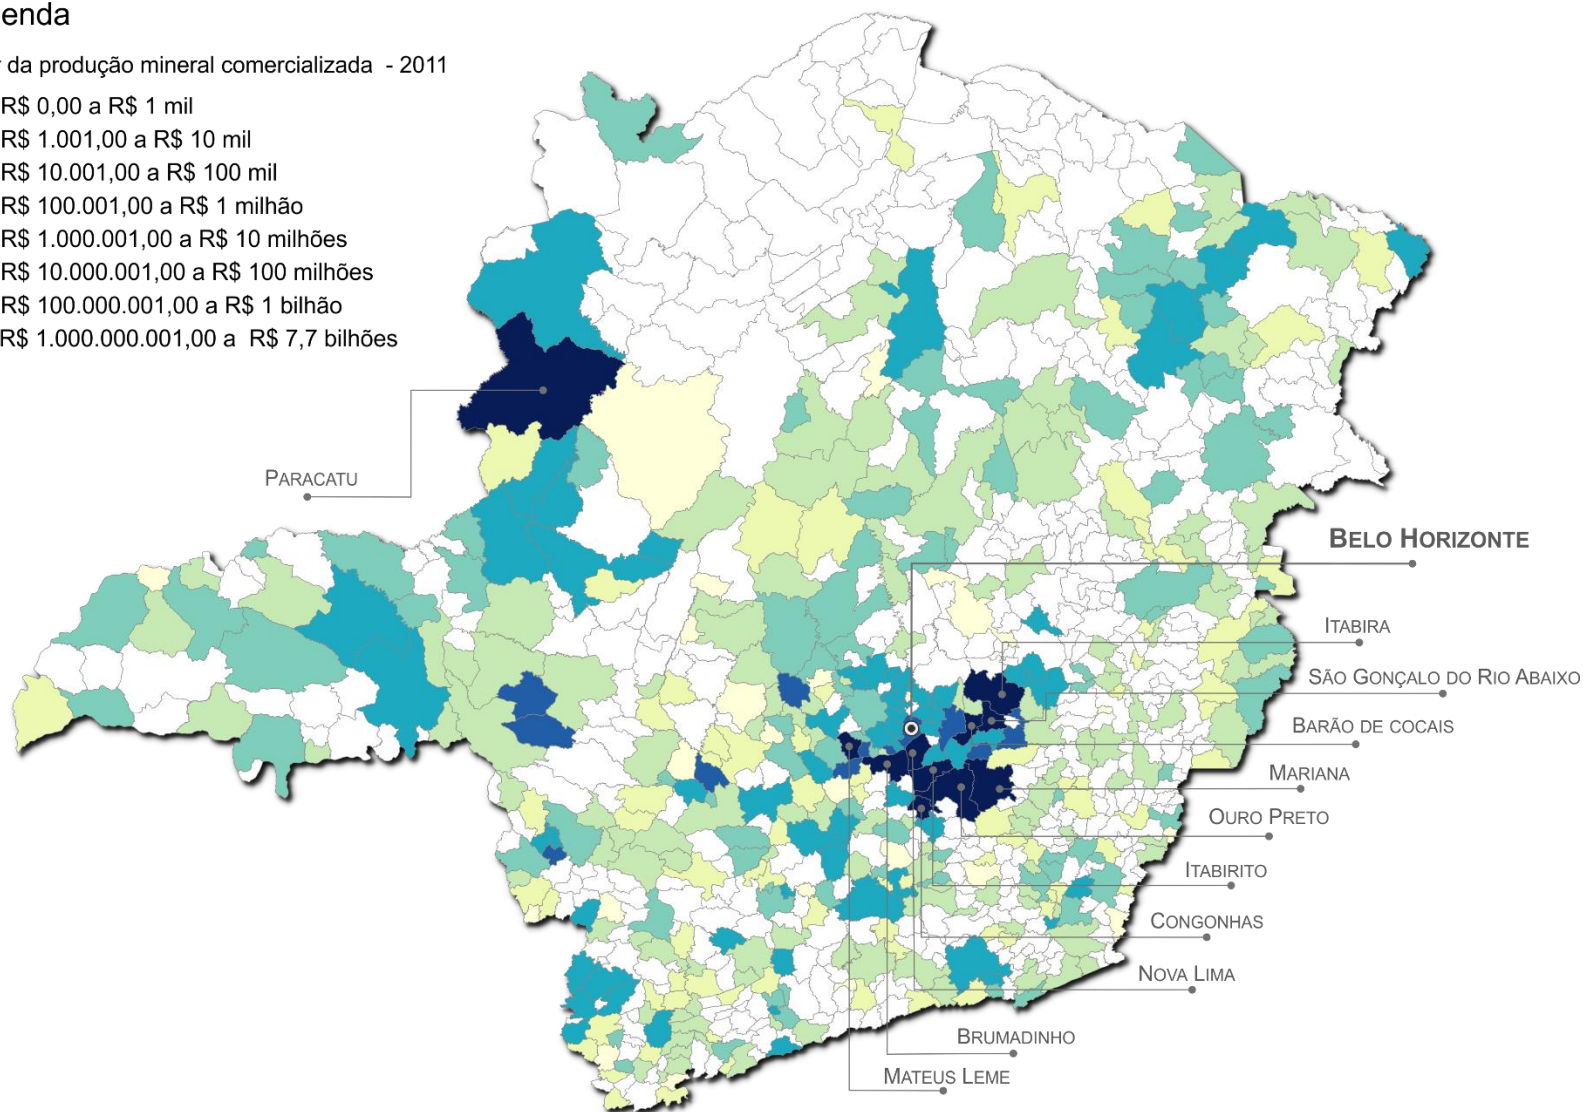 enda
da produção mineral comercializada - 2011
R$ 0,00 a R$ 1 mil
R$ 1.001,00 a R$ 10 mil
R$ 10.001,00 a R$ 100 mil
R$ 100.001,00 a R$ 1 milhão
R$ 1.000.001,00 a R$ 10 milhões
R$ 10.000.001,00 a R$ 100 milhões
R$ 100.000.001,00 a R$ 1 bilhão
R$ 1.000.000.001,00 a R$ 7,7 bilhões
PARACATU
BELO HORIZONTE
ITABIRA
SÃO GONÇALO DO RIO ABAIXO
BARÃO DE COCAIS
MARIANA
OURO PRETO
ITABIRITO
CONGONHAS
NOVA LIMA
BRUMADINHO
MATEUS LEME